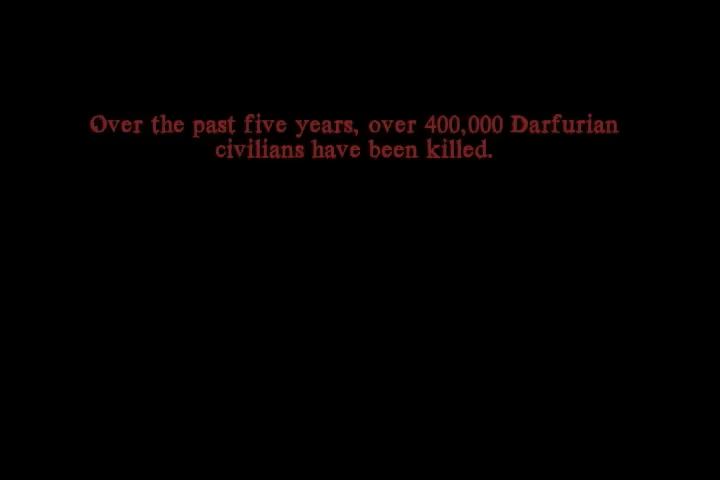 Over the past five years, over 400,000 Darfurian
civilians have been killed.